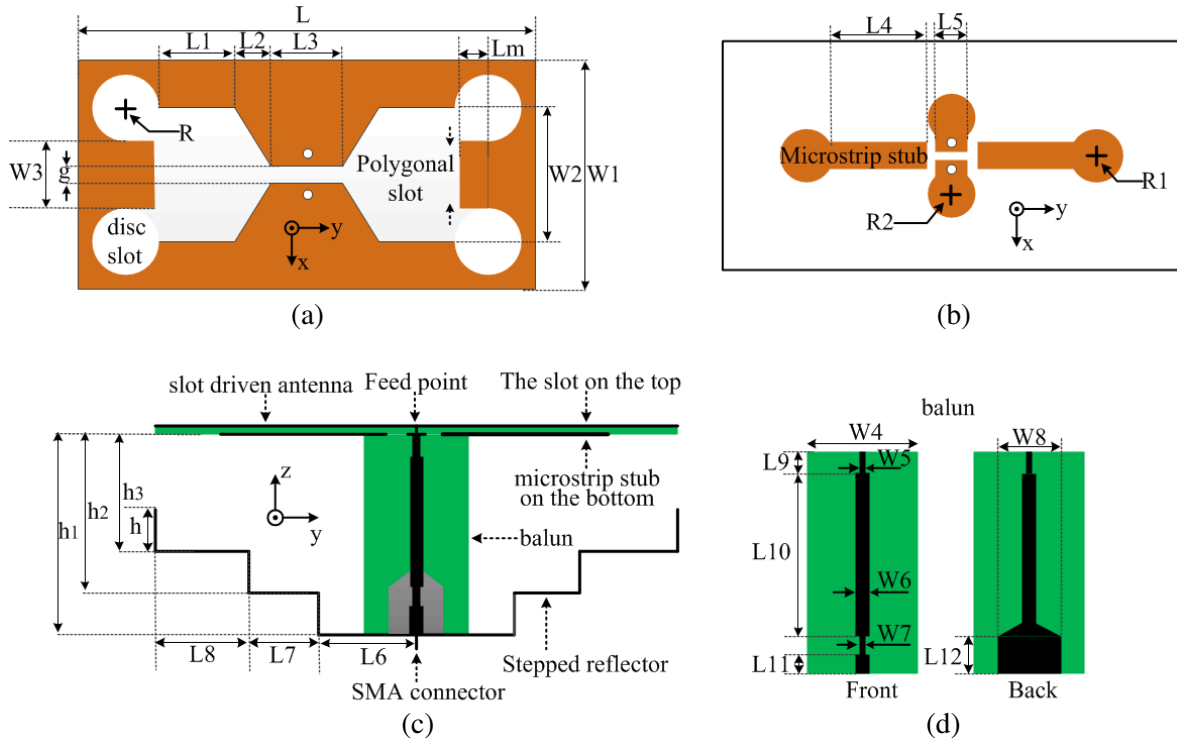 L
L1
L2
L3
Lm
R
W3
g
Polygonal
slot
W2
W1
disc
slot
y
x
(a)
L4
L5
Microstrip stub
R1
R2
y
x
(b)
slot driven antenna
Feed point
The slot on the top
z
y
microstrip stub
on the bottom
h3
h2
h
h1
balun
L8
L7
L6
Stepped reflector
SMA connector
(c)
balun
W4
W8
L9
W5
L10
W6
W7
L11
L12
Front
Back
(d)